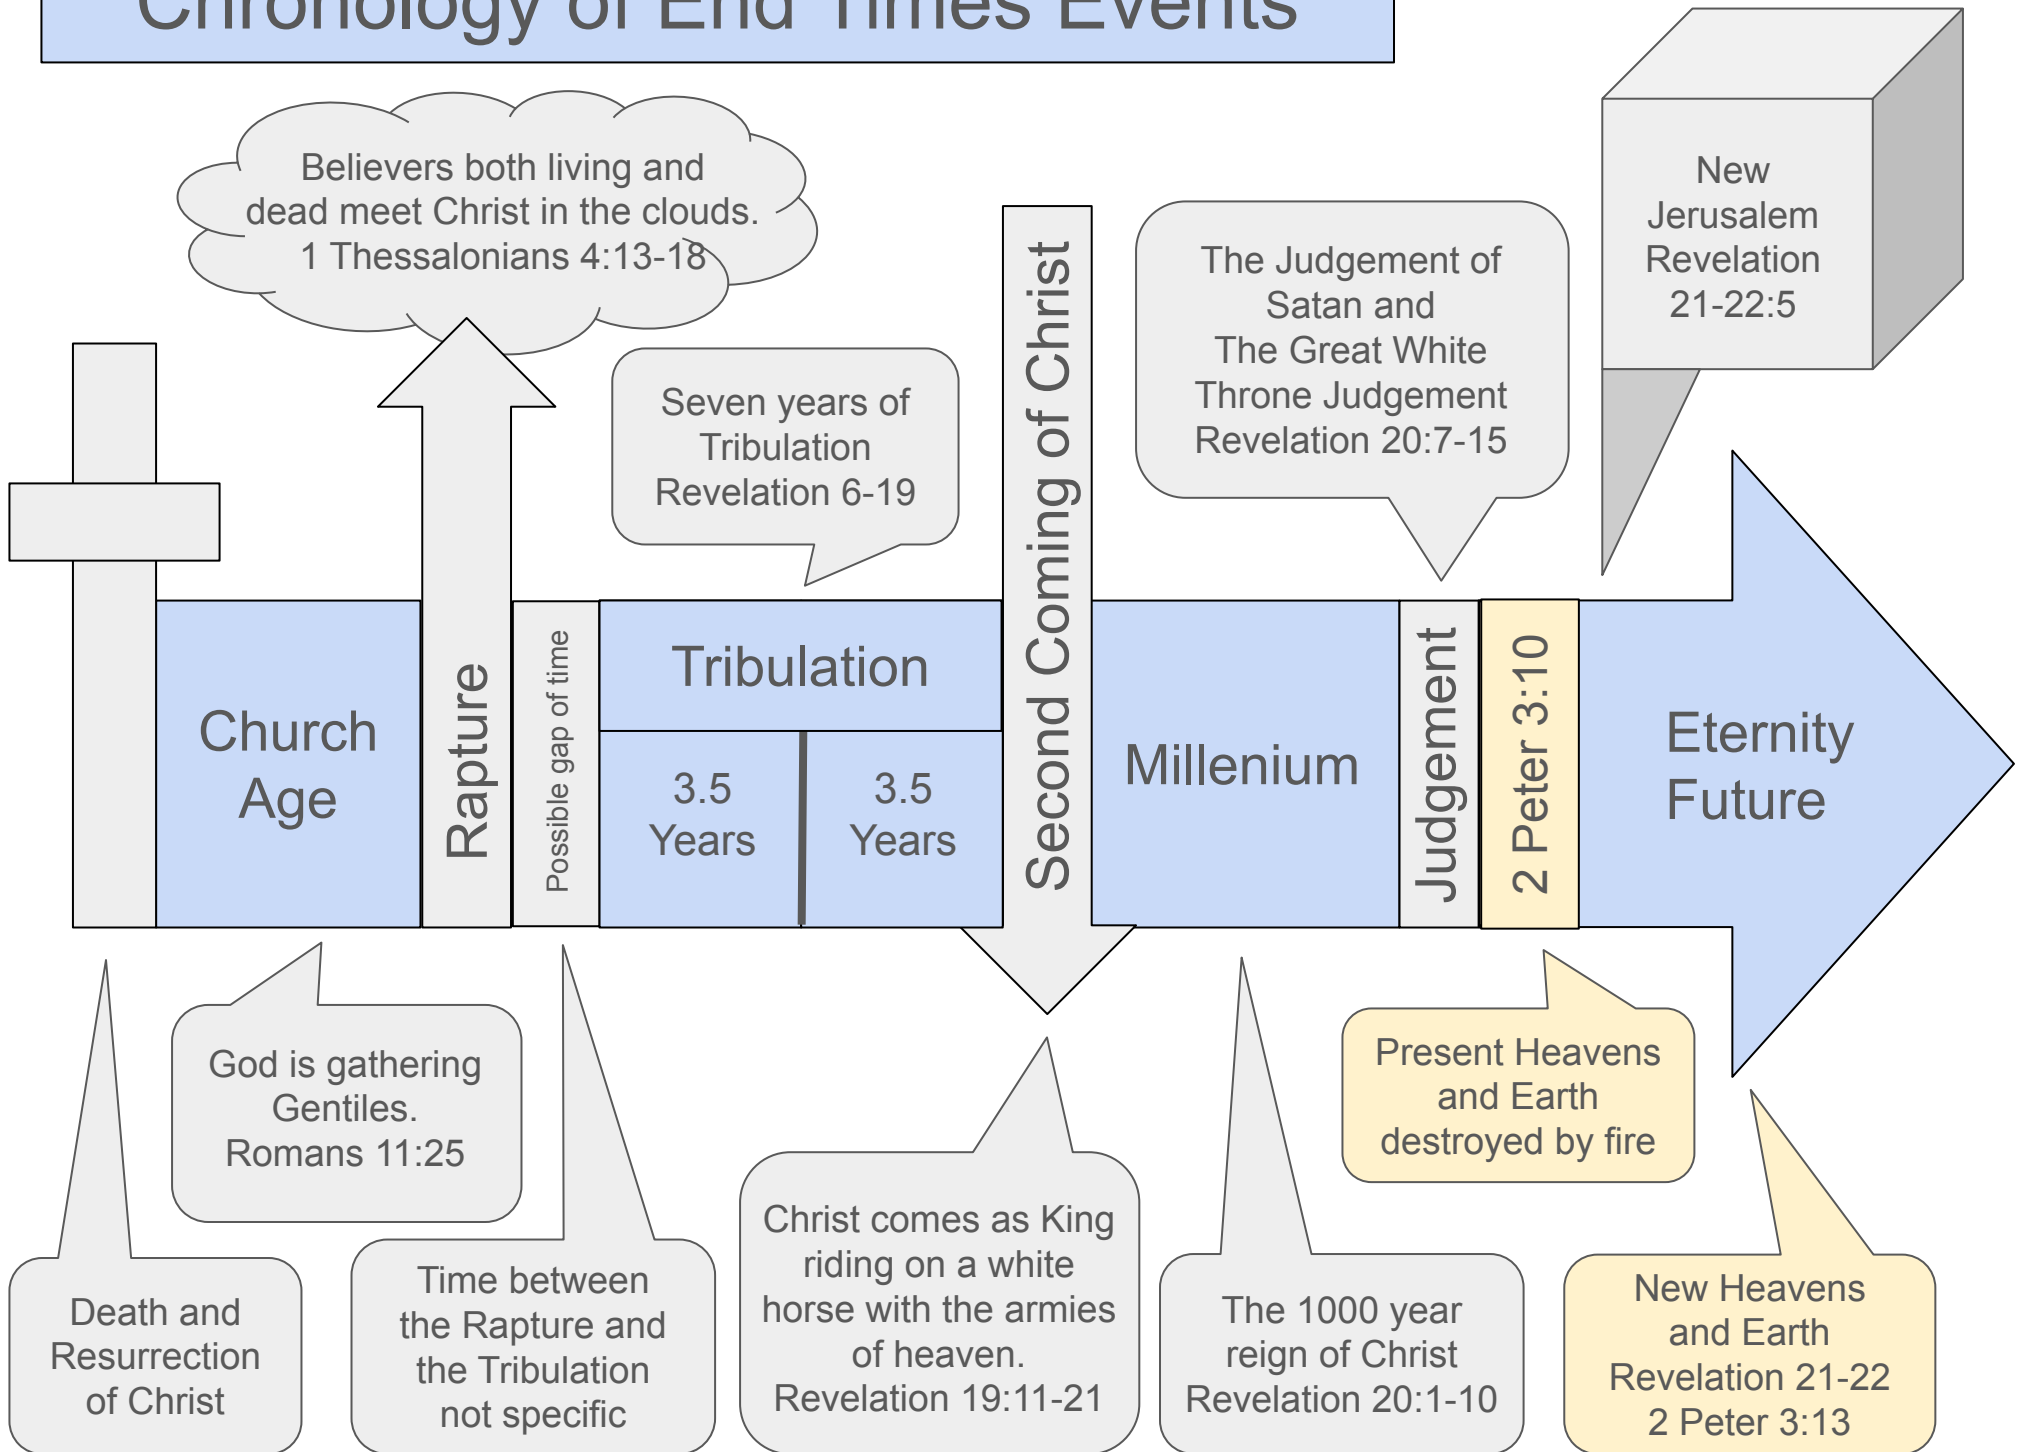 Chronology of End Times Events
Believers both living and
dead meet Christ in the clouds.
1 Thessalonians 4:13-18
Seven years of
Tribulation
Revelation 6-19
Second Coming of Christ
The Judgement of
Satan and
The Great White
Throne Judgement
Revelation 20:7-15
New
Jerusalem
Revelation
21-22:5
Church
Age
Rapture
Possible gap of time
Tribulation
3.5
Years
3.5
Years
Millenium
Judgement
2 Peter 3:10
Eternity
Future
Death and
Resurrection
of Christ
God is gathering
Gentiles.
Romans 11:25
Time between
the Rapture and
the Tribulation
not specific
Christ comes as King
riding on a white
horse with the armies
of heaven.
Revelation 19:11-21
The 1000 year
reign of Christ
Revelation 20:1-10
Present Heavens
and Earth
destroyed by fire
New Heavens
and Earth
Revelation 21-22
2 Peter 3:13